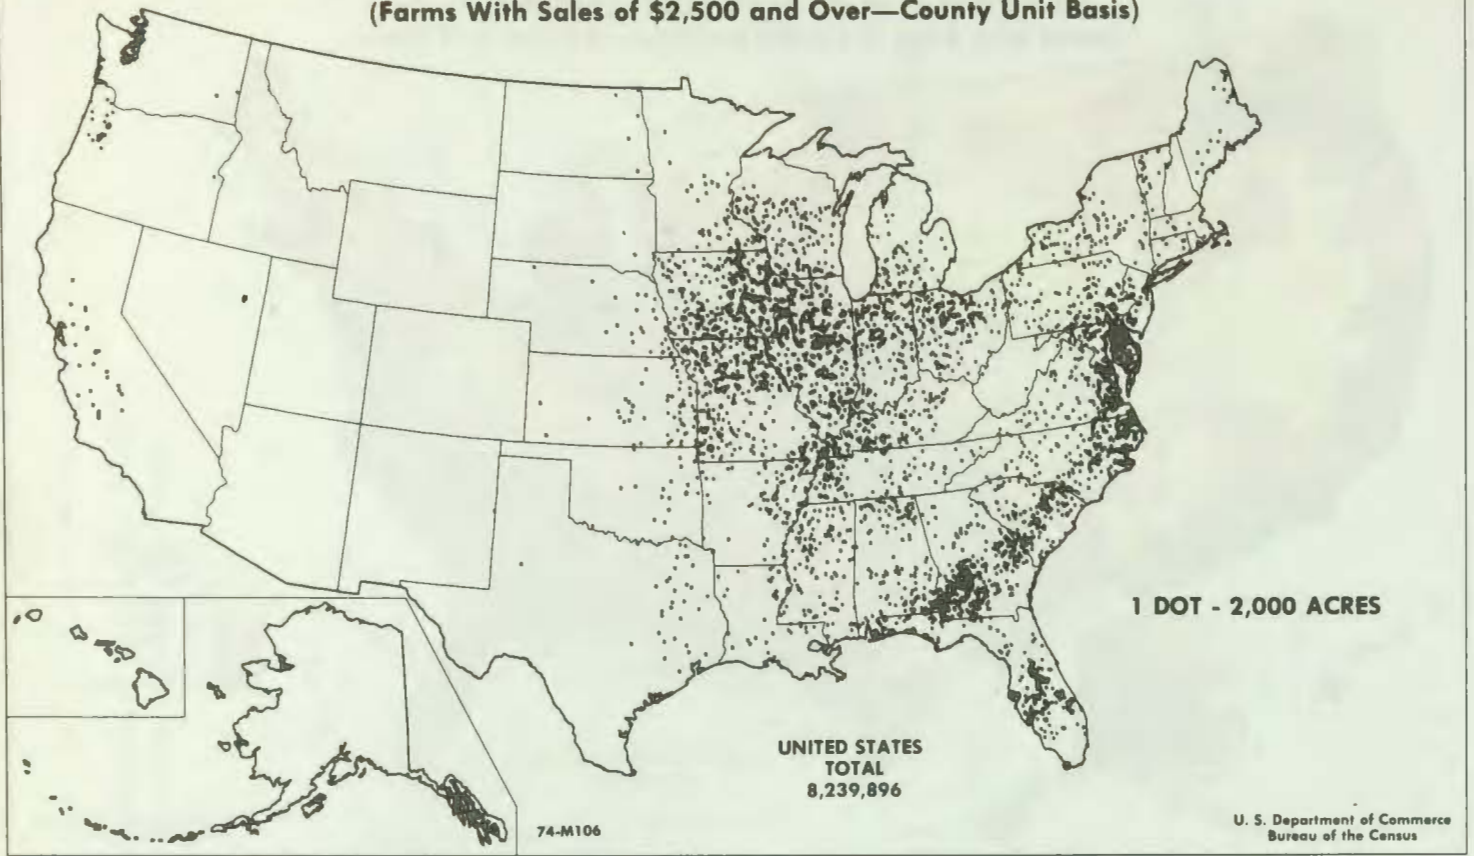 (Farms With Sales of $2,500 and Over—County Unit Basis)
1 DOT - 2,000 ACRES
UNITED STATES
TOTAL
8,239,896
74-M106
U. S. Department of Commerce
Bureau of the Census